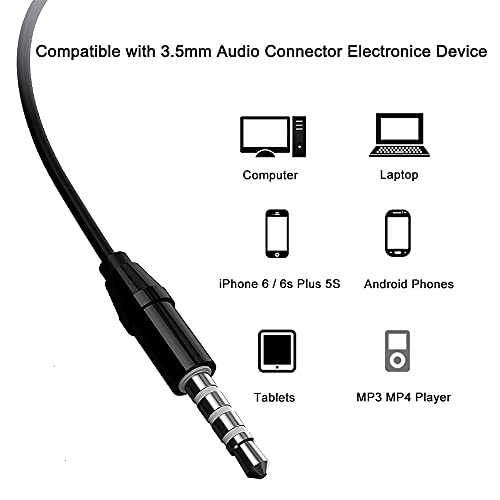 Compatible with 3.5mm Audio Connector Electronice Device
Computer
Laptop
iPhone 6 / 6s Plus 5S
Android Phones
Tablets
MP3 MP4 Player